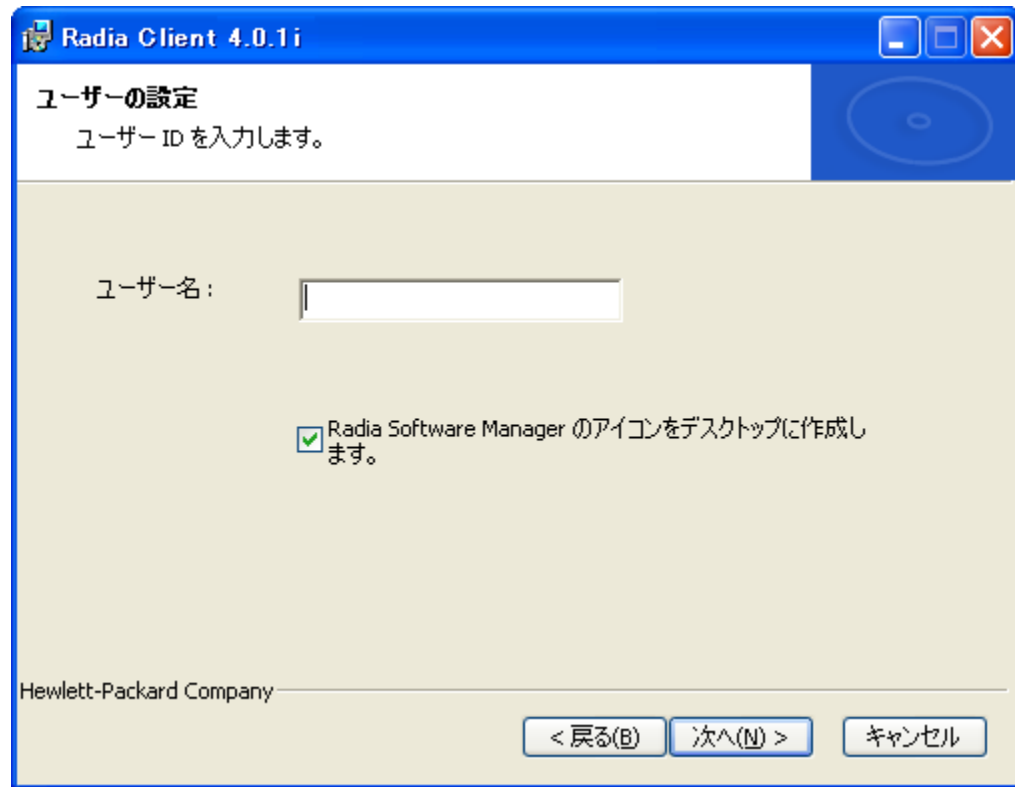 Radia Client 4.0.1i
ユーザーの設定
ユーザー ID を入力します。
ユーザー名 :
Radia Software Manager のアイコンをデスクトップに作成し
ます。
Hewlett-Packard Company
< 戻る(B) 次へ(N) > キャンセル